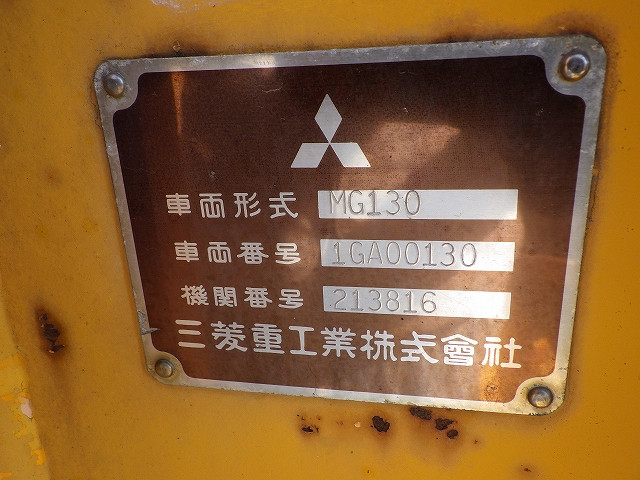 車両形式 MG130
車両番号 1GA00130
機関番号 213816
三菱重工業株式會社